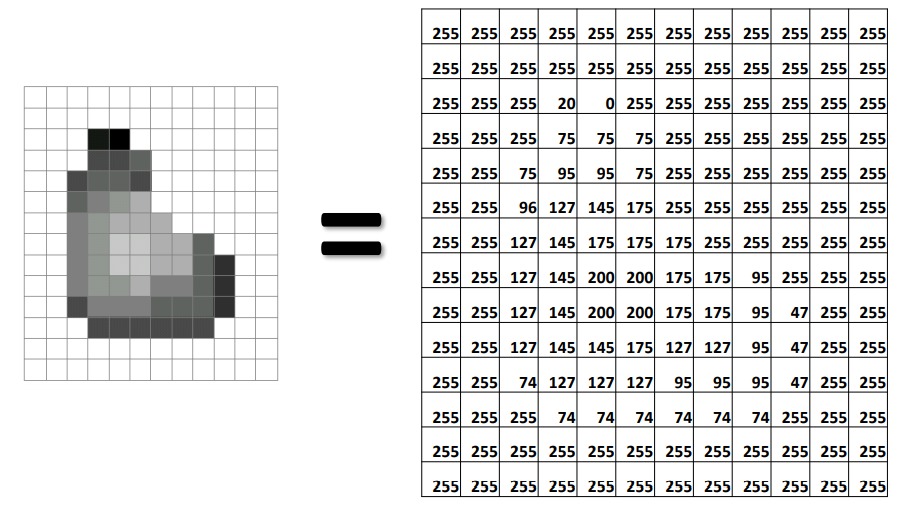 255 255 255 255 255 255 255 255 255 255 255 255
255 255 255 255 255 255 255 255 255 255 255 255
255 255 255 20 0 255 255 255 255 255 255 255
255 255 255 75 75 75 255 255 255 255 255 255
255 255 75 95 95 75 255 255 255 255 255 255
255 255 96 127 145 175 255 255 255 255 255 255
255 255 127 145 175 175 175 255 255 255 255 255
255 255 127 145 200 200 175 175 95 255 255 255
255 255 127 145 200 200 175 175 95 47 255 255
255 255 127 145 145 175 127 127 95 47 255 255
255 255 74 127 127 127 95 95 95 47 255 255
255 255 255 74 74 74 74 74 74 255 255 255
255 255 255 255 255 255 255 255 255 255 255 255
255 255 255 255 255 255 255 255 255 255 255 255